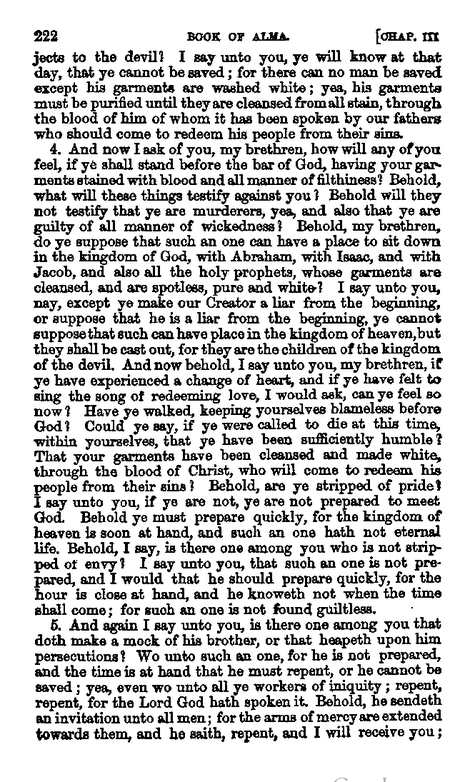 222 BOOK OF ALMA. [CHAP. III
jects to the devil? I say unto you, ye will know at that
day, that ye cannot be saved; for there can no man be saved
except his garments are washed white; yea, his garments
must be purified until they are cleansed from all stain, through
the blood of him of whom it has been spoken by our fathers
who should come to redeem his people from their sins.
4. And now I ask of you, my brethren, how will any of you
feel, if ye shall stand before the bar of God, having your gar-
ments stained with blood and all manner of filthiness? Behold,
what will these things testify against you? Behold will they
not testify that ye are murderers, yea, and also that ye are
guilty of all manner of wickedness? Behold, my brethren,
do ye suppose that such an one can have a place to sit down
in the kingdom of God, with Abraham, with Isaac, and with
Jacob, and also all the holy prophets, whose garments are
cleansed, and are spotless, pure and white? I say unto you,
nay, except ye make our Creator a liar from the beginning,
or suppose that he is a liar from the beginning, ye cannot
suppose that such can have place in the kingdom of heaven, but
they shall be cast out, for they are the children of the kingdom
of the devil. And now behold, I say unto you, my brethren, if
ye have experienced a change of heart, and if ye have felt to
sing the song of redeeming love, I would ask, can ye feel so
now? Have ye walked, keeping yourselves blameless before
God? Could ye say, if ye were called to die at this time,
within yourselves, that ye have been sufficiently humble?
That your garments have been cleansed and made white,
through the blood of Christ, who will come to redeem his
people from their sins? Behold, are ye stripped of pride?
I say unto you, if ye are not, ye are not prepared to meet
God. Behold ye must prepare quickly, for the kingdom of
heaven is soon at hand, and such an one hath not eternal
life. Behold, I say, is there one among you who is not strip-
ped of envy? I say unto you, that such an one is not pre-
pared, and I would that he should prepare quickly, for the
hour is close at hand, and he knoweth not when the time
shall come; for such an one is not found guiltless.
5. And again I say unto you, is there one among you that
doth make a mock of his brother, or that heapeth upon him
persecutions? Wo unto such an one, for he is not prepared,
and the time is at hand that he must repent, or he cannot be
saved; yea, even wo unto all ye workers of iniquity; repent,
repent, for the Lord God hath spoken it. Behold, he sendeth
an invitation unto all men; for the arms of mercy are extended
towards them, and he saith, repent, and I will receive you;